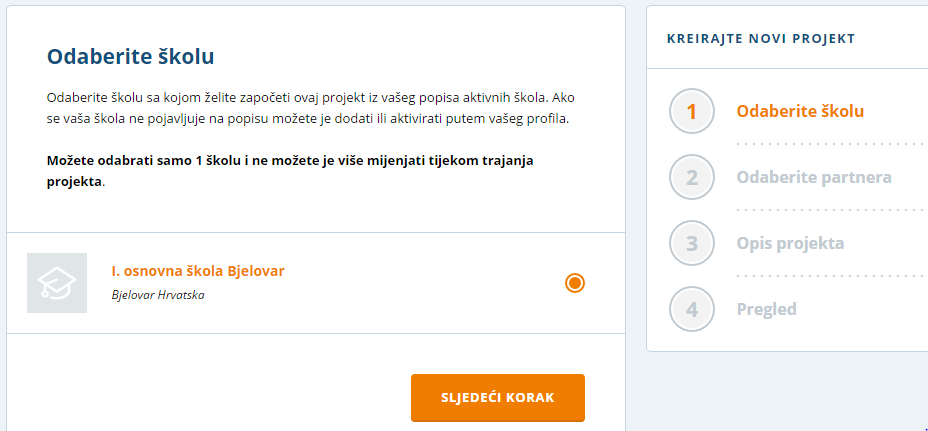 Odaberite školu
Odaberite školu sa kojom želite započeti ovaj projekt iz vašeg popisa aktivnih škola. Ako
se vaša škola ne pojavljuje na popisu možete je dodati ili aktivirati putem vašeg profila.
Možete odabrati samo 1 školu i ne možete je više mijenjati tijekom trajanja
projekta.
I. osnovna škola Bjelovar
Bjelovar Hrvatska
SLJEDEĆI KORAK
KREIRAJTE NOVI PROJEKT
1 Odaberite školu
2 Odaberite partnera
3 Opis projekta
4 Pregled